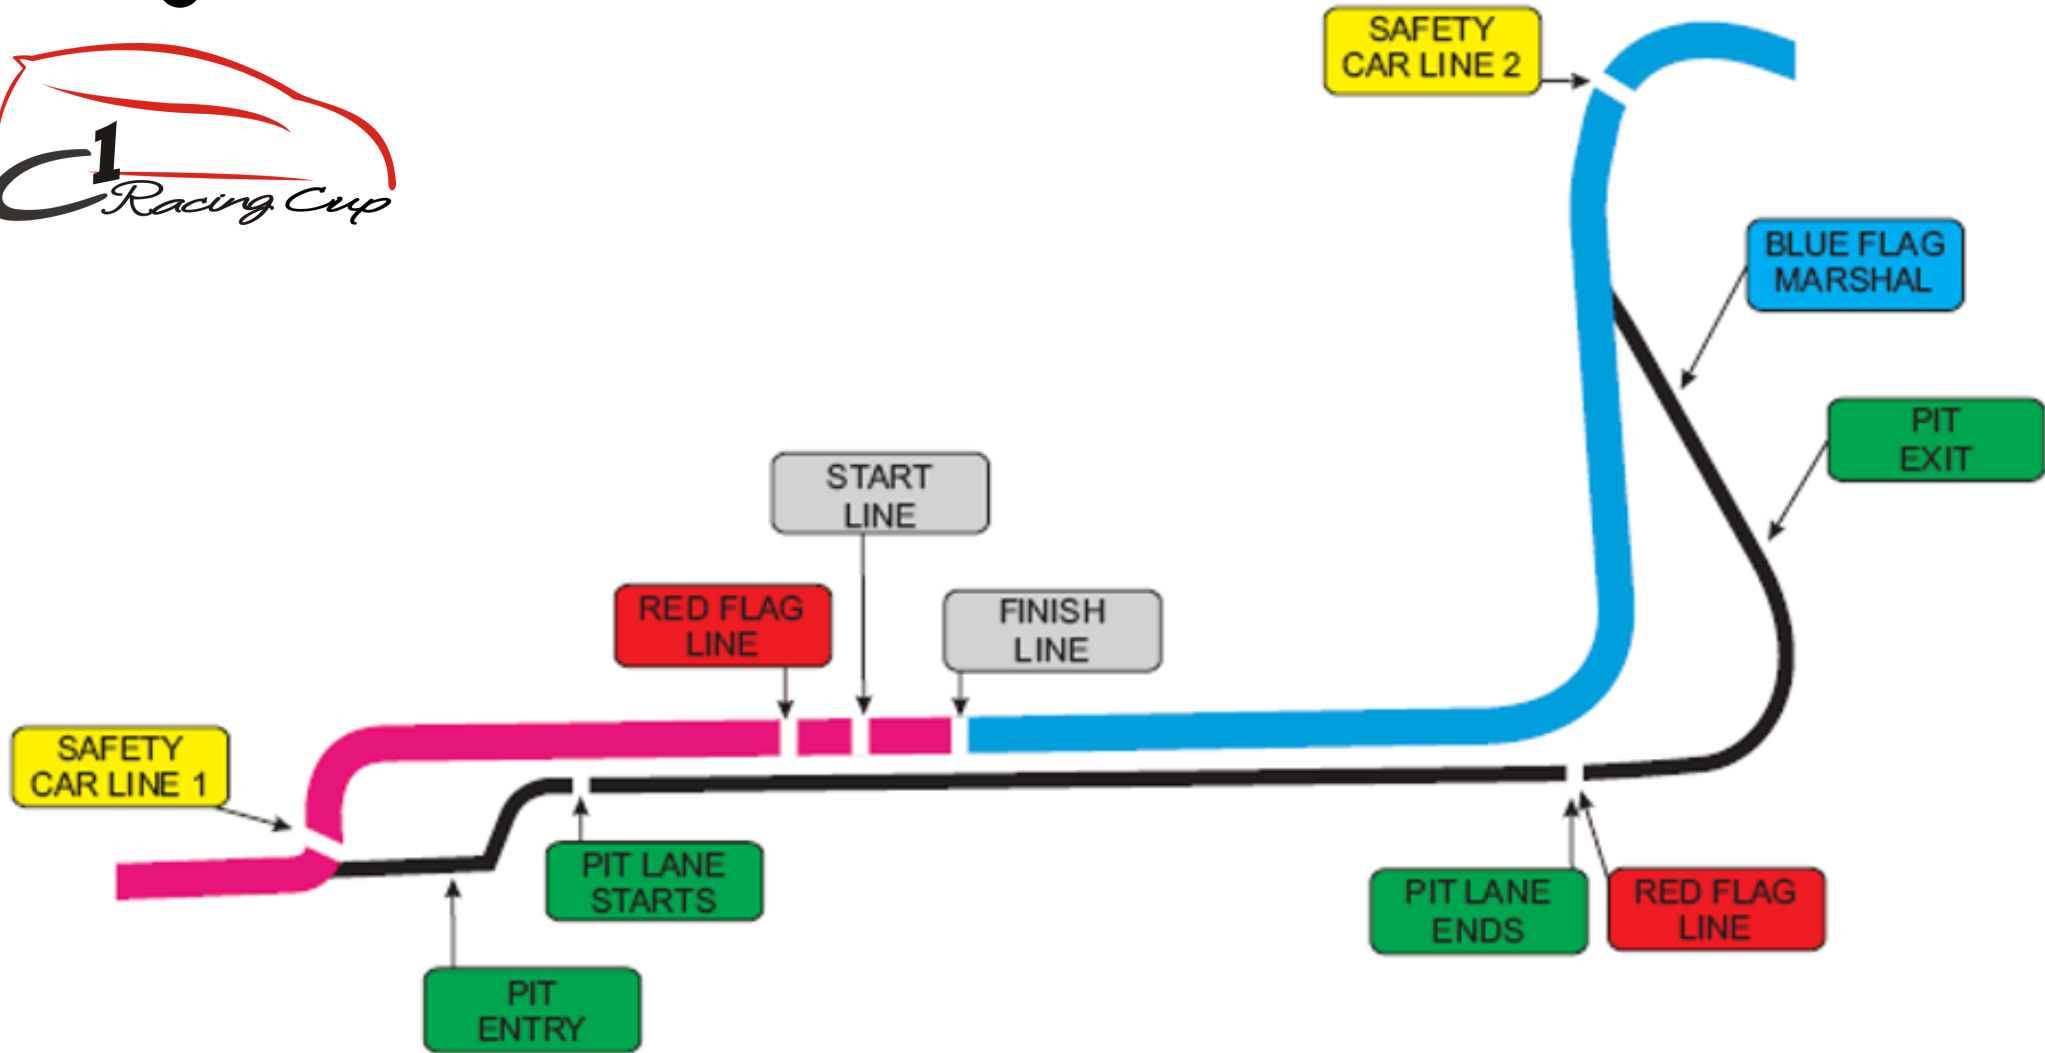 SAFETY
CAR LINE 2
C1
Racing Cup
BLUE FLAG
MARSHAL
PIT
EXIT
START
LINE
RED FLAG
LINE
FINISH
LINE
SAFETY
CAR LINE 1
PIT LANE
STARTS
PIT LANE
ENDS
RED FLAG
LINE
PIT
ENTRY